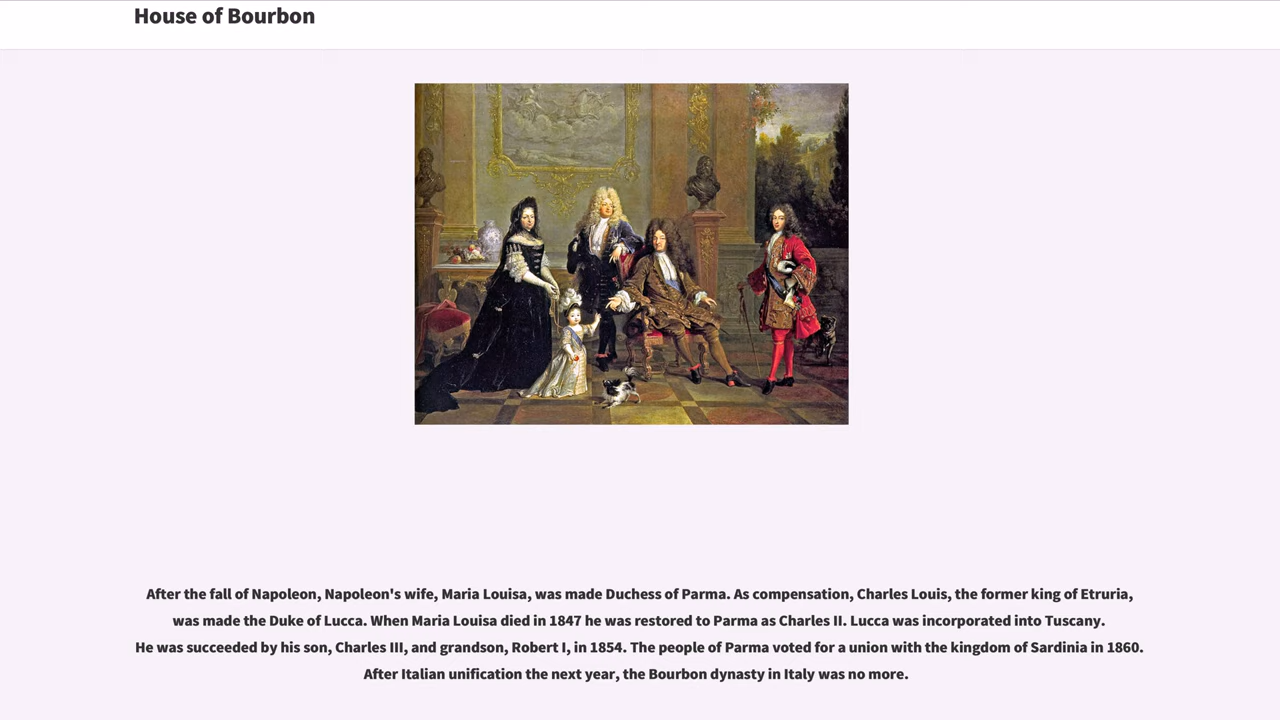 House of Bourbon
After the fall of Napoleon, Napoleon's wife, Maria Louisa, was made Duchess of Parma. As compensation, Charles Louis, the former king of Etruria,
was made the Duke of Lucca. When Maria Louisa died in 1847 he was restored to Parma as Charles II. Lucca was incorporated into Tuscany.
He was succeeded by his son, Charles III, and grandson, Robert I, in 1854. The people of Parma voted for a union with the kingdom of Sardinia in 1860.
After Italian unification the next year, the Bourbon dynasty in Italy was no more.